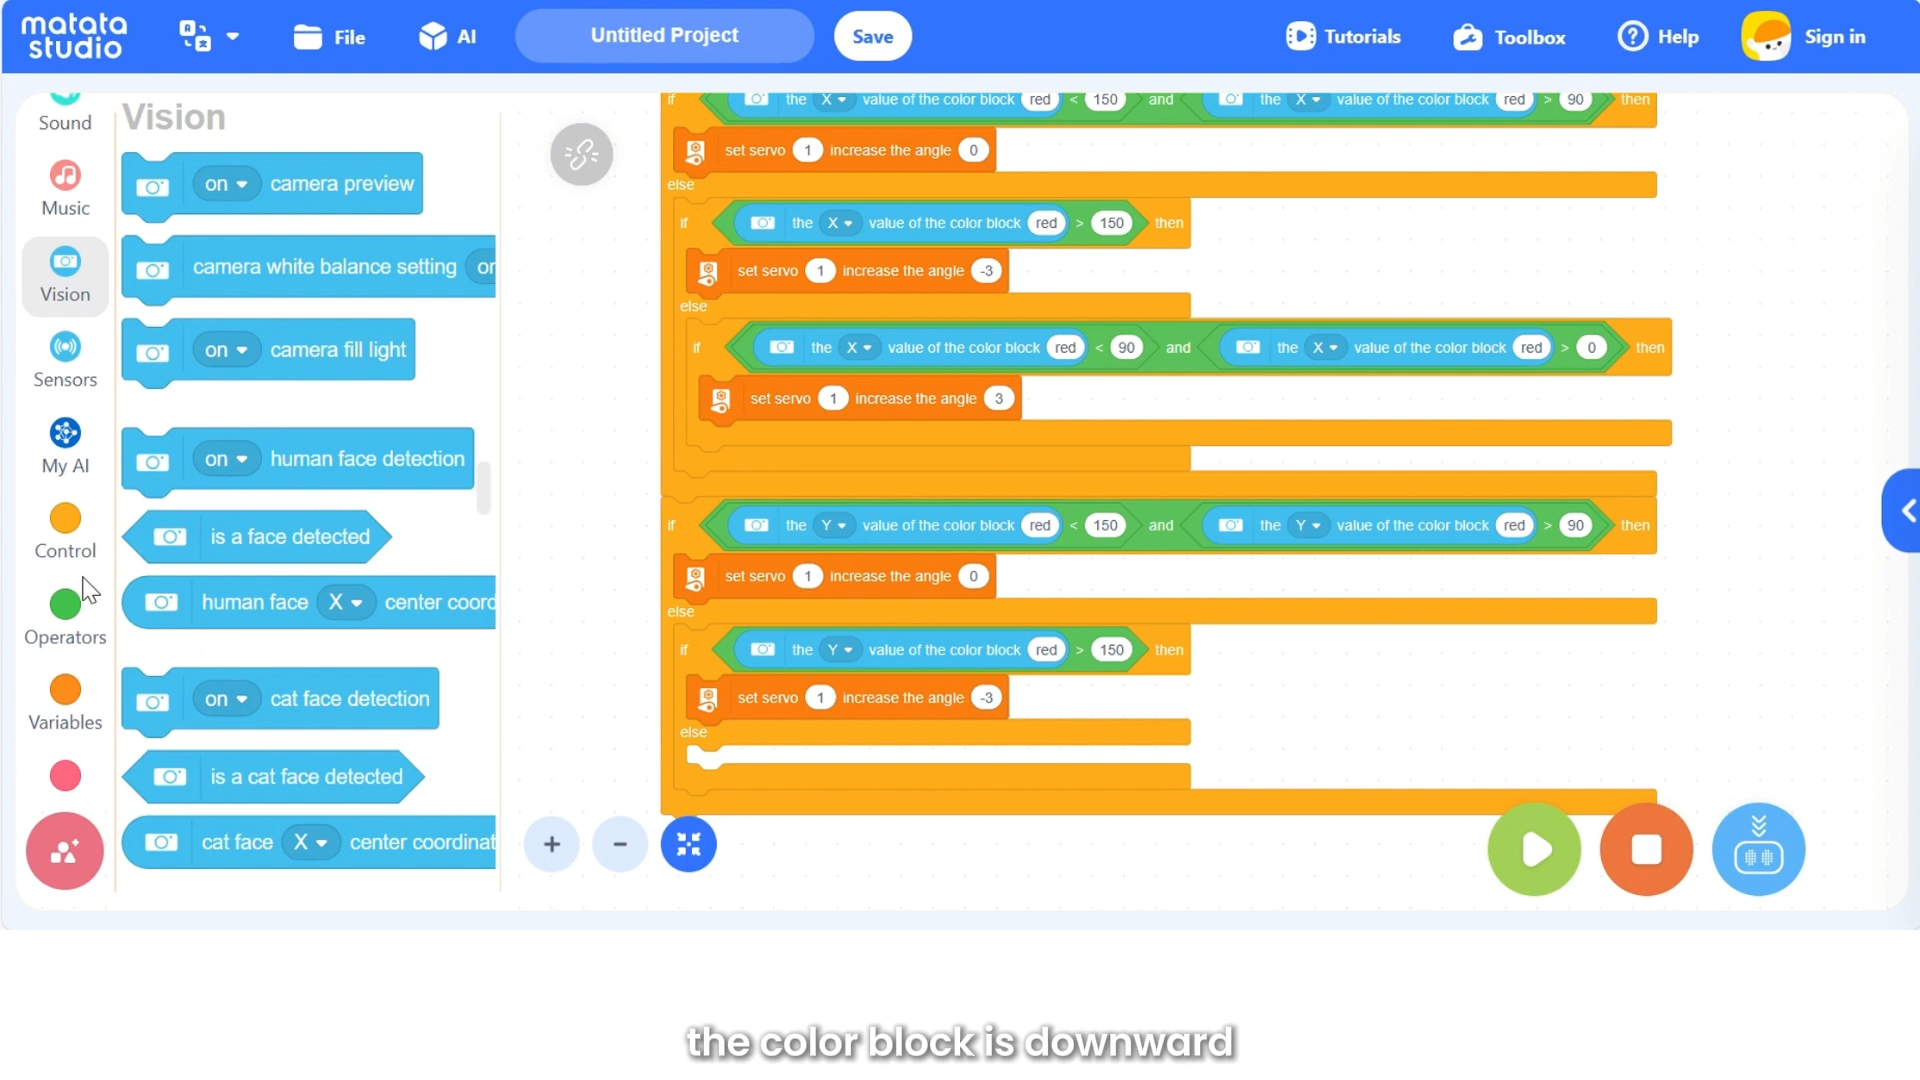 matata
studio
File
AI
Untitled Project
Save
Tutorials
Toolbox
Help
Sign in
Sound
Music
Vision
Sensors
My AI
Control
Operators
Variables
Vision
on camera preview
camera white balance setting
on camera fill light
on human face detection
is a face detected
human face X center
on cat face detection
is a cat face detected
cat face X center
if the X value of the color block red < 150 and the X value of the color block red > 90 then
set servo 1 increase the angle 0
else
if the X value of the color block red > 150 then
set servo 1 increase the angle -3
else
if the X value of the color block red < 90 and the X value of the color block red > 0 then
set servo 1 increase the angle 3
if the Y value of the color block red < 150 and the Y value of the color block red > 90 then
set servo 1 increase the angle 0
else
if the Y value of the color block red > 150 then
set servo 1 increase the angle -3
else
the color block is downward